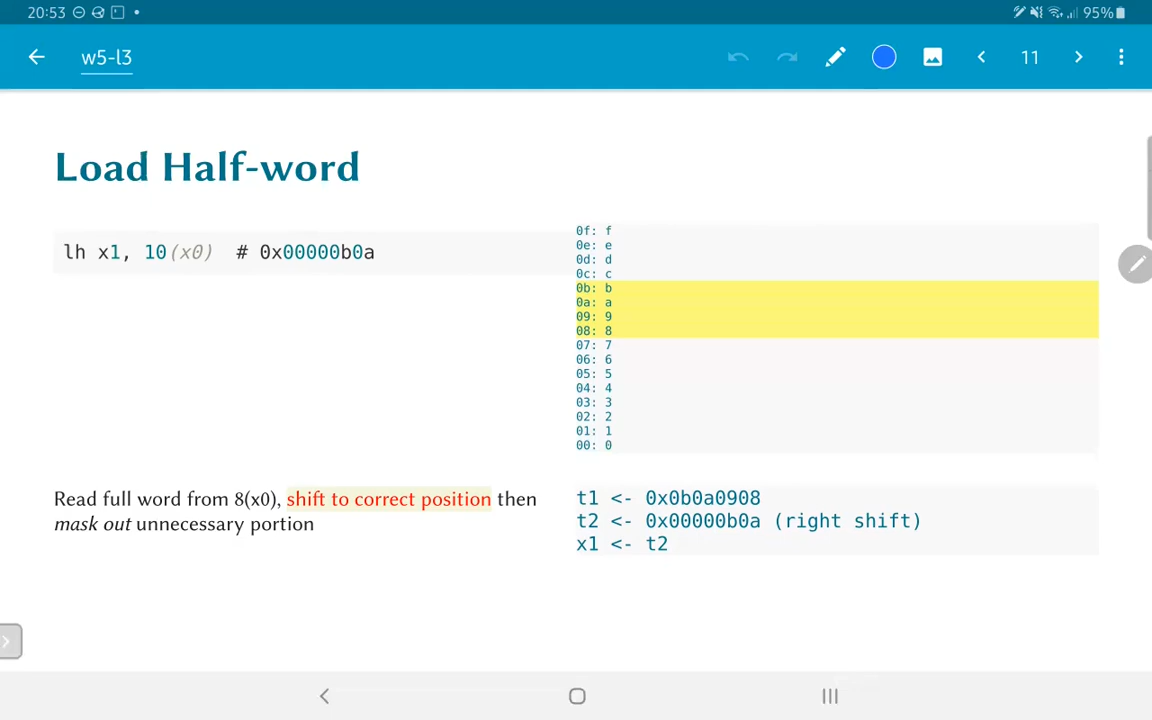 20:53
95%
w5-l3
11
Load Half-word
lh x1, 10(x0) # 0x00000b0a
0f: f
0e: e
0d: d
0c: c
0b: b
0a: a
09: 9
08: 8
07: 7
06: 6
05: 5
04: 4
03: 3
02: 2
01: 1
00: 0
Read full word from 8(x0), shift to correct position then
mask out unnecessary portion
t1 <- 0x0b0a0908
t2 <- 0x00000b0a (right shift)
x1 <- t2